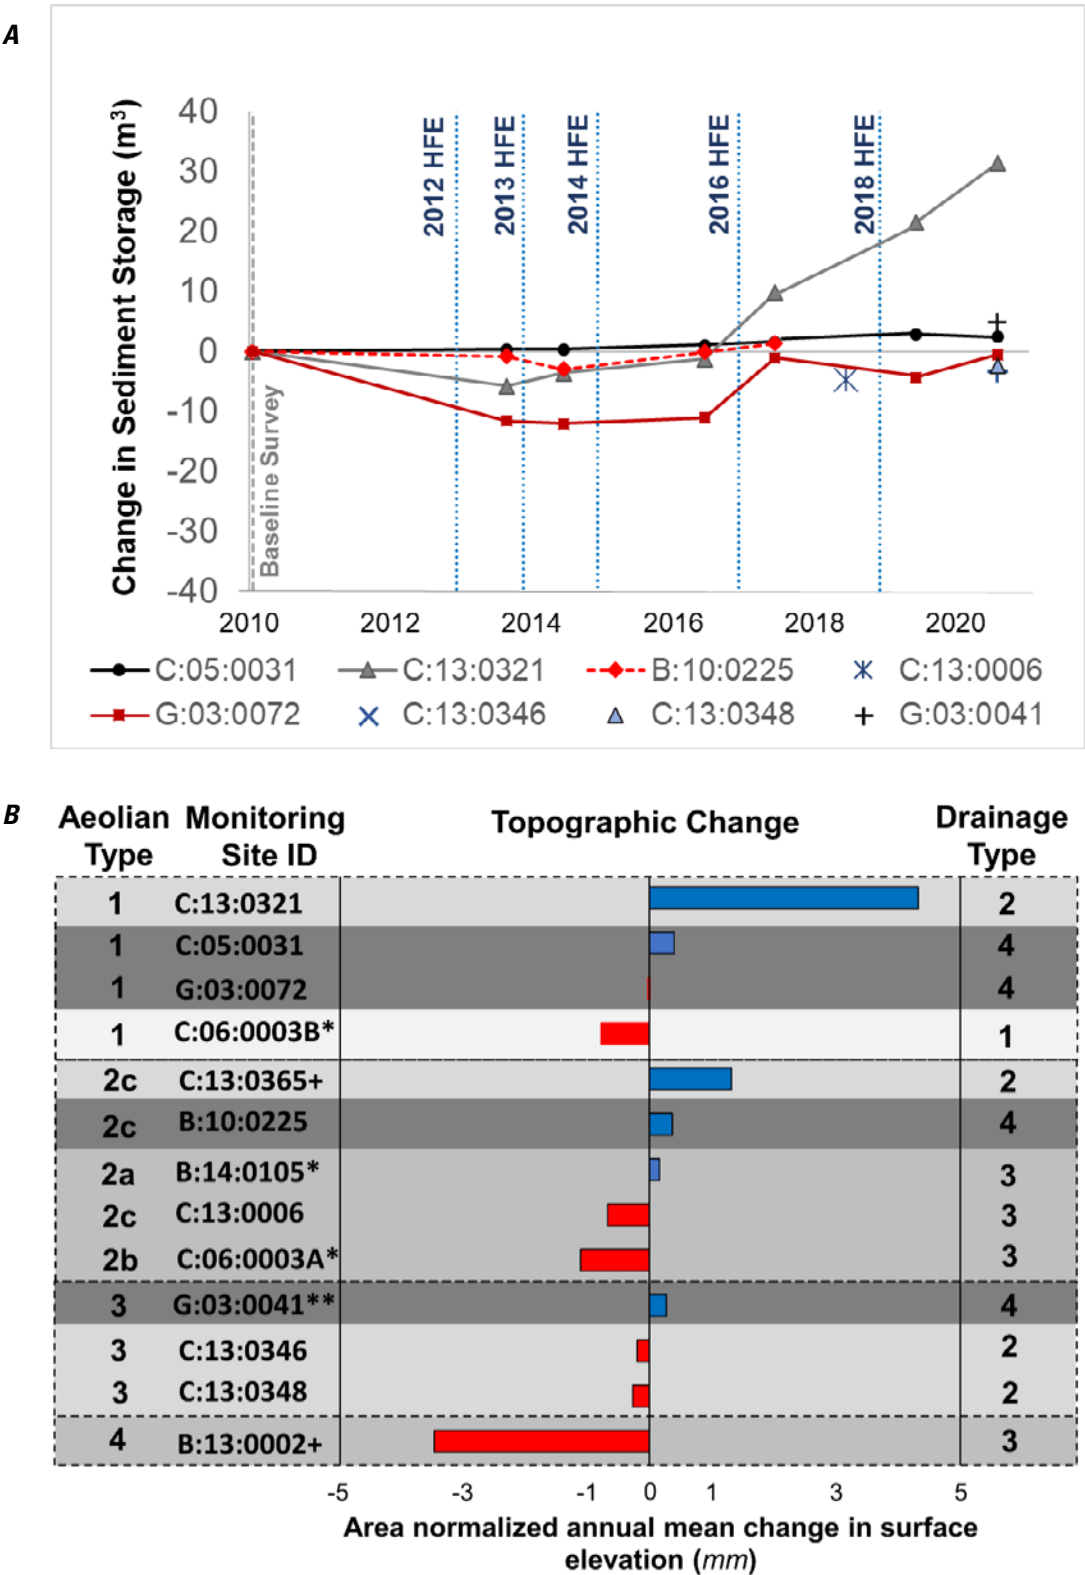 A
Change in Sediment Storage (m³)
40
30
20
10
0
-10
-20
-30
-40
Baseline Survey
2012 HFE
2013 HFE
2014 HFE
2016 HFE
2018 HFE
2010 2012 2014 2016 2018 2020
C:05:0031 C:13:0321 B:10:0225 C:13:0006
G:03:0072 C:13:0346 C:13:0348 G:03:0041
B
Aeolian Type Monitoring Site ID Topographic Change Drainage Type
1 C:13:0321 2
1 C:05:0031 4
1 G:03:0072 4
1 C:06:0003B* 1
2c C:13:0365+ 2
2c B:10:0225 4
2a B:14:0105* 3
2c C:13:0006 3
2b C:06:0003A* 3
3 G:03:0041** 4
3 C:13:0346 2
3 C:13:0348 2
4 B:13:0002+ 3
-5 -3 -1 0 1 3 5
Area normalized annual mean change in surface
elevation (mm)